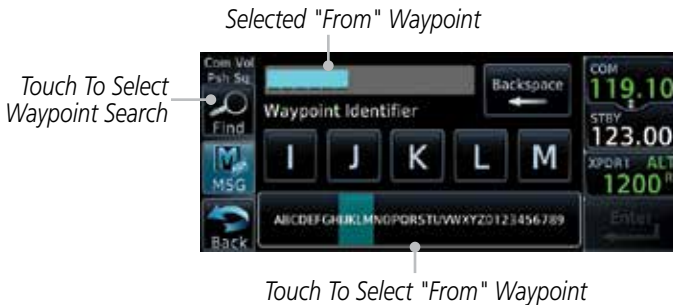 Selected "From" Waypoint
Touch To Select
Waypoint Search
Com Vol
Psh Sq
Find
MSG
Back
Backspace
Waypoint Identifier
I J K L M
ABCDEFGHIJKLMNOPQRSTUVWXYZ0123456789
COM
119.10
STBY
123.00
XPDR1 ALT
1200 R
Enter
Touch To Select "From" Waypoint